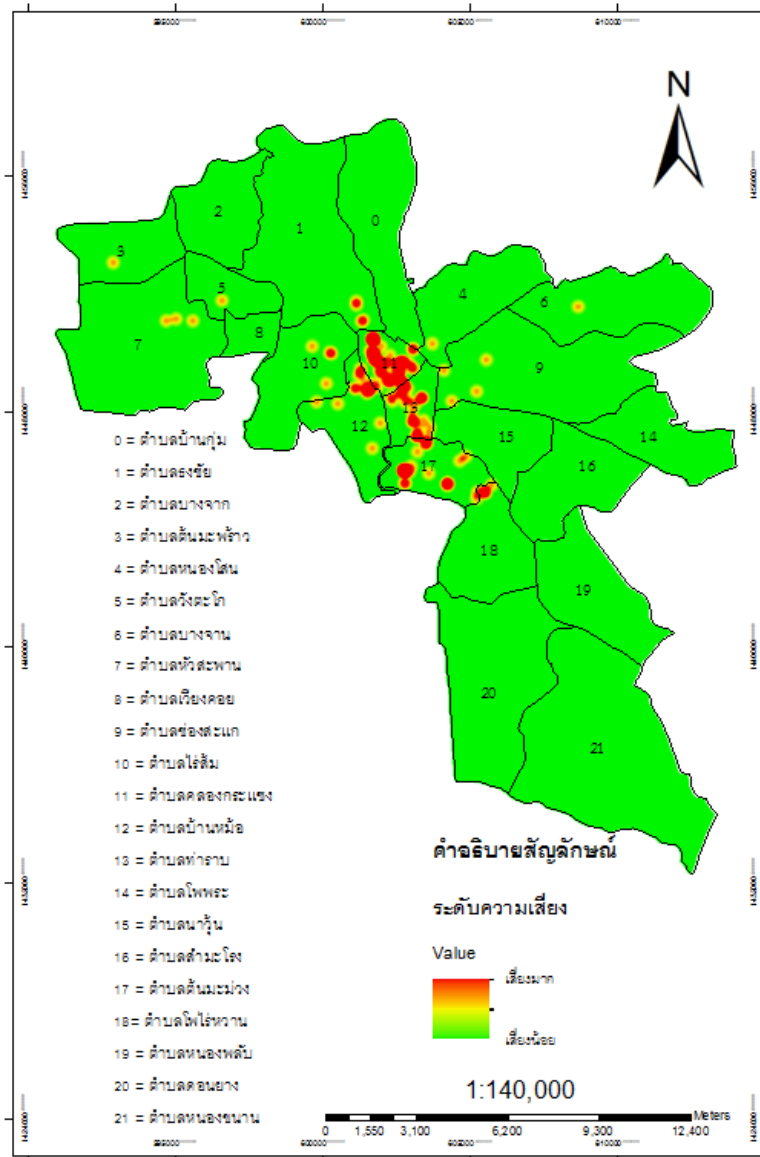 595000
600000
605000
610000
N
0
2
1
3
4
6
5
7
8
10
11
9
13
12
15
14
17
16
18
19
20
21
0 = ตำบลบ้านกุ่ม
1 = ตำบลธงชัย
2 = ตำบลบางจาก
3 = ตำบลต้นมะพร้าว
4 = ตำบลหนองโสน
5 = ตำบลวังตะโก
6 = ตำบลบางจาน
7 = ตำบลหัวสะพาน
8 = ตำบลเวียงคอย
9 = ตำบลช่องสะแก
10 = ตำบลไร่ส้ม
11 = ตำบลคลองกระแชง
12 = ตำบลบ้านหม้อ
13 = ตำบลท่าราบ
14 = ตำบลโพพระ
15 = ตำบลนาวุ้น
16 = ตำบลสำมะโรง
17 = ตำบลต้นมะม่วง
18= ตำบลโพไร่หวาน
19 = ตำบลหนองพลับ
20 = ตำบลดอนยาง
21 = ตำบลหนองขนาน
คำอธิบายสัญลักษณ์
ระดับความเสี่ยง
Value
เสี่ยงมาก
เสี่ยงน้อย
1:140,000
Meters
0 1,550 3,100 6,200 9,300 12,400